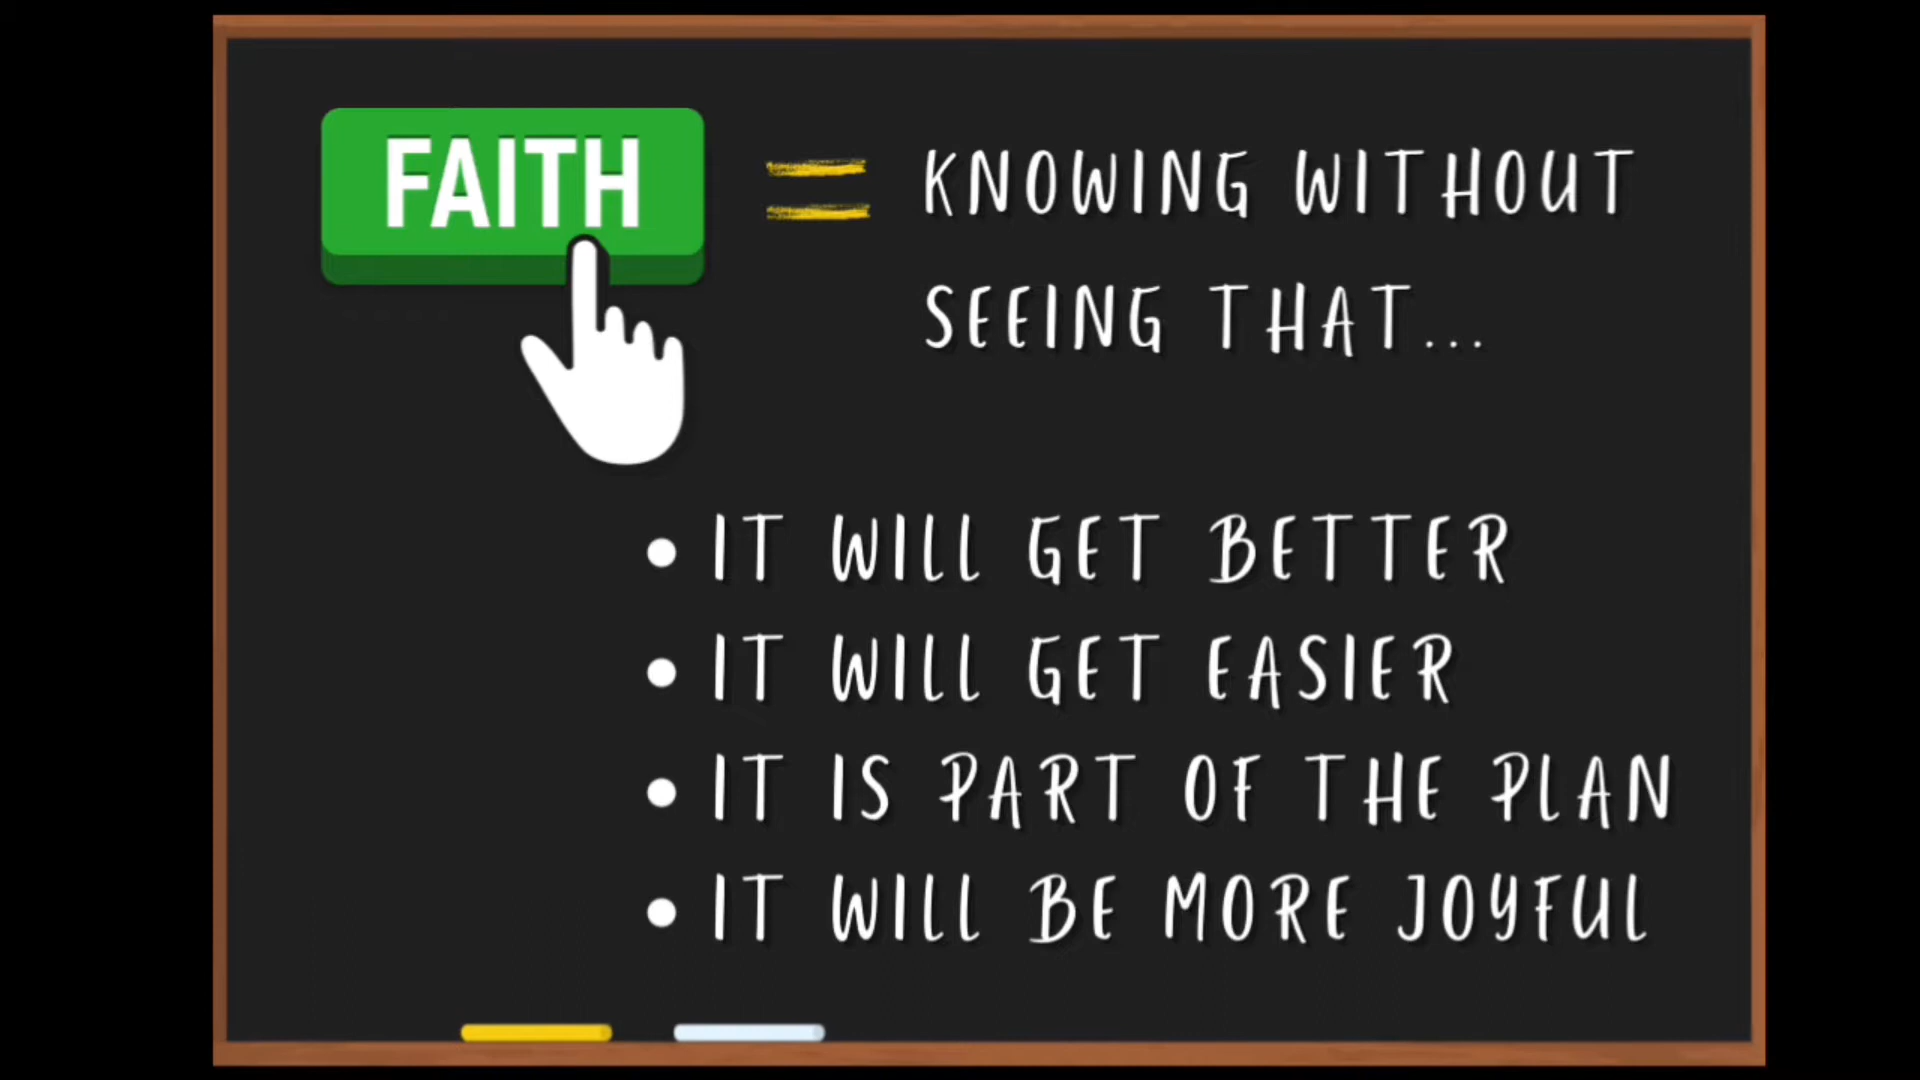 FAITH
= KNOWING WITHOUT
SEEING THAT...
• IT WILL GET BETTER
• IT WILL GET EASIER
• IT IS PART OF THE PLAN
• IT WILL BE MORE JOYFUL